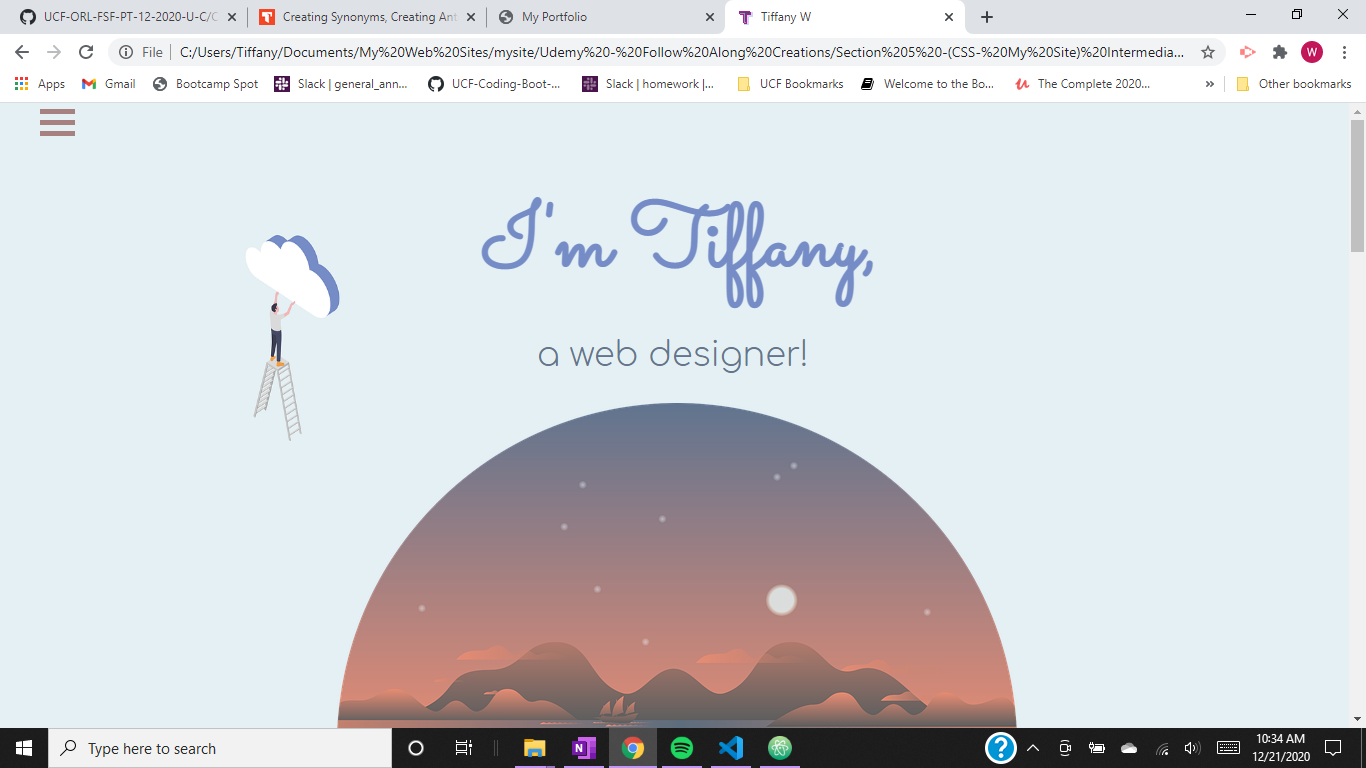 UCF-ORL-FSF-PT-12-2020-U-C/C
Creating Synonyms, Creating Ant
My Portfolio
Tiffany W
File
C:/Users/Tiffany/Documents/My%20Web%20Sites/mysite/Udemy%20-%20Follow%20Along%20Creations/Section%205%20-(CSS-%20My%20Site)%20Intermedia...
W
Apps
Gmail
Bootcamp Spot
Slack | general_ann...
UCF-Coding-Boot-...
Slack | homework |...
UCF Bookmarks
Welcome to the Bo...
The Complete 2020...
»
Other bookmarks
I'm Tiffany,
a web designer!
Type here to search
10:34 AM
12/21/2020